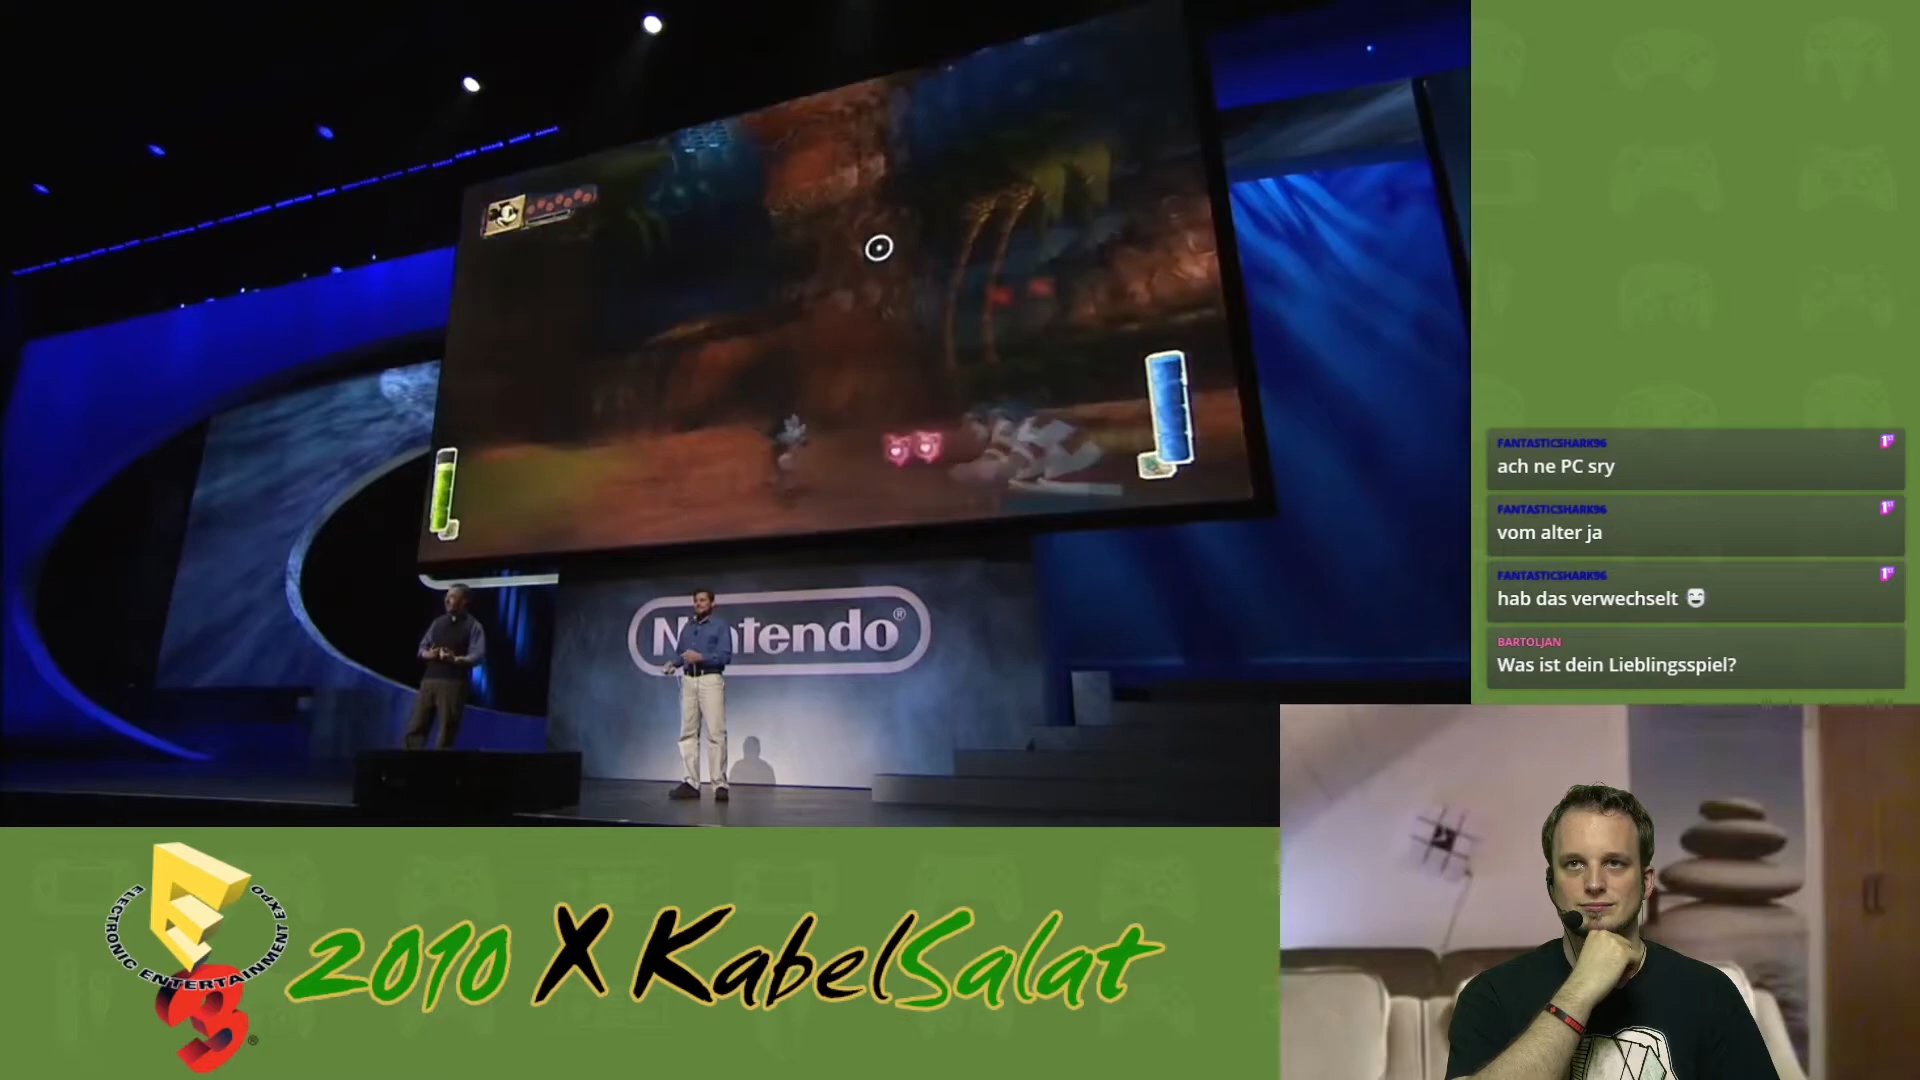 Nintendo®
FANTASTICSHARK96
ach ne PC sry
FANTASTICSHARK96
vom alter ja
FANTASTICSHARK96
hab das verwechselt
BARTOLJAN
Was ist dein Lieblingsspiel?
E3
ELECTRONIC ENTERTAINMENT EXPO
®
2010 X KabelSalat